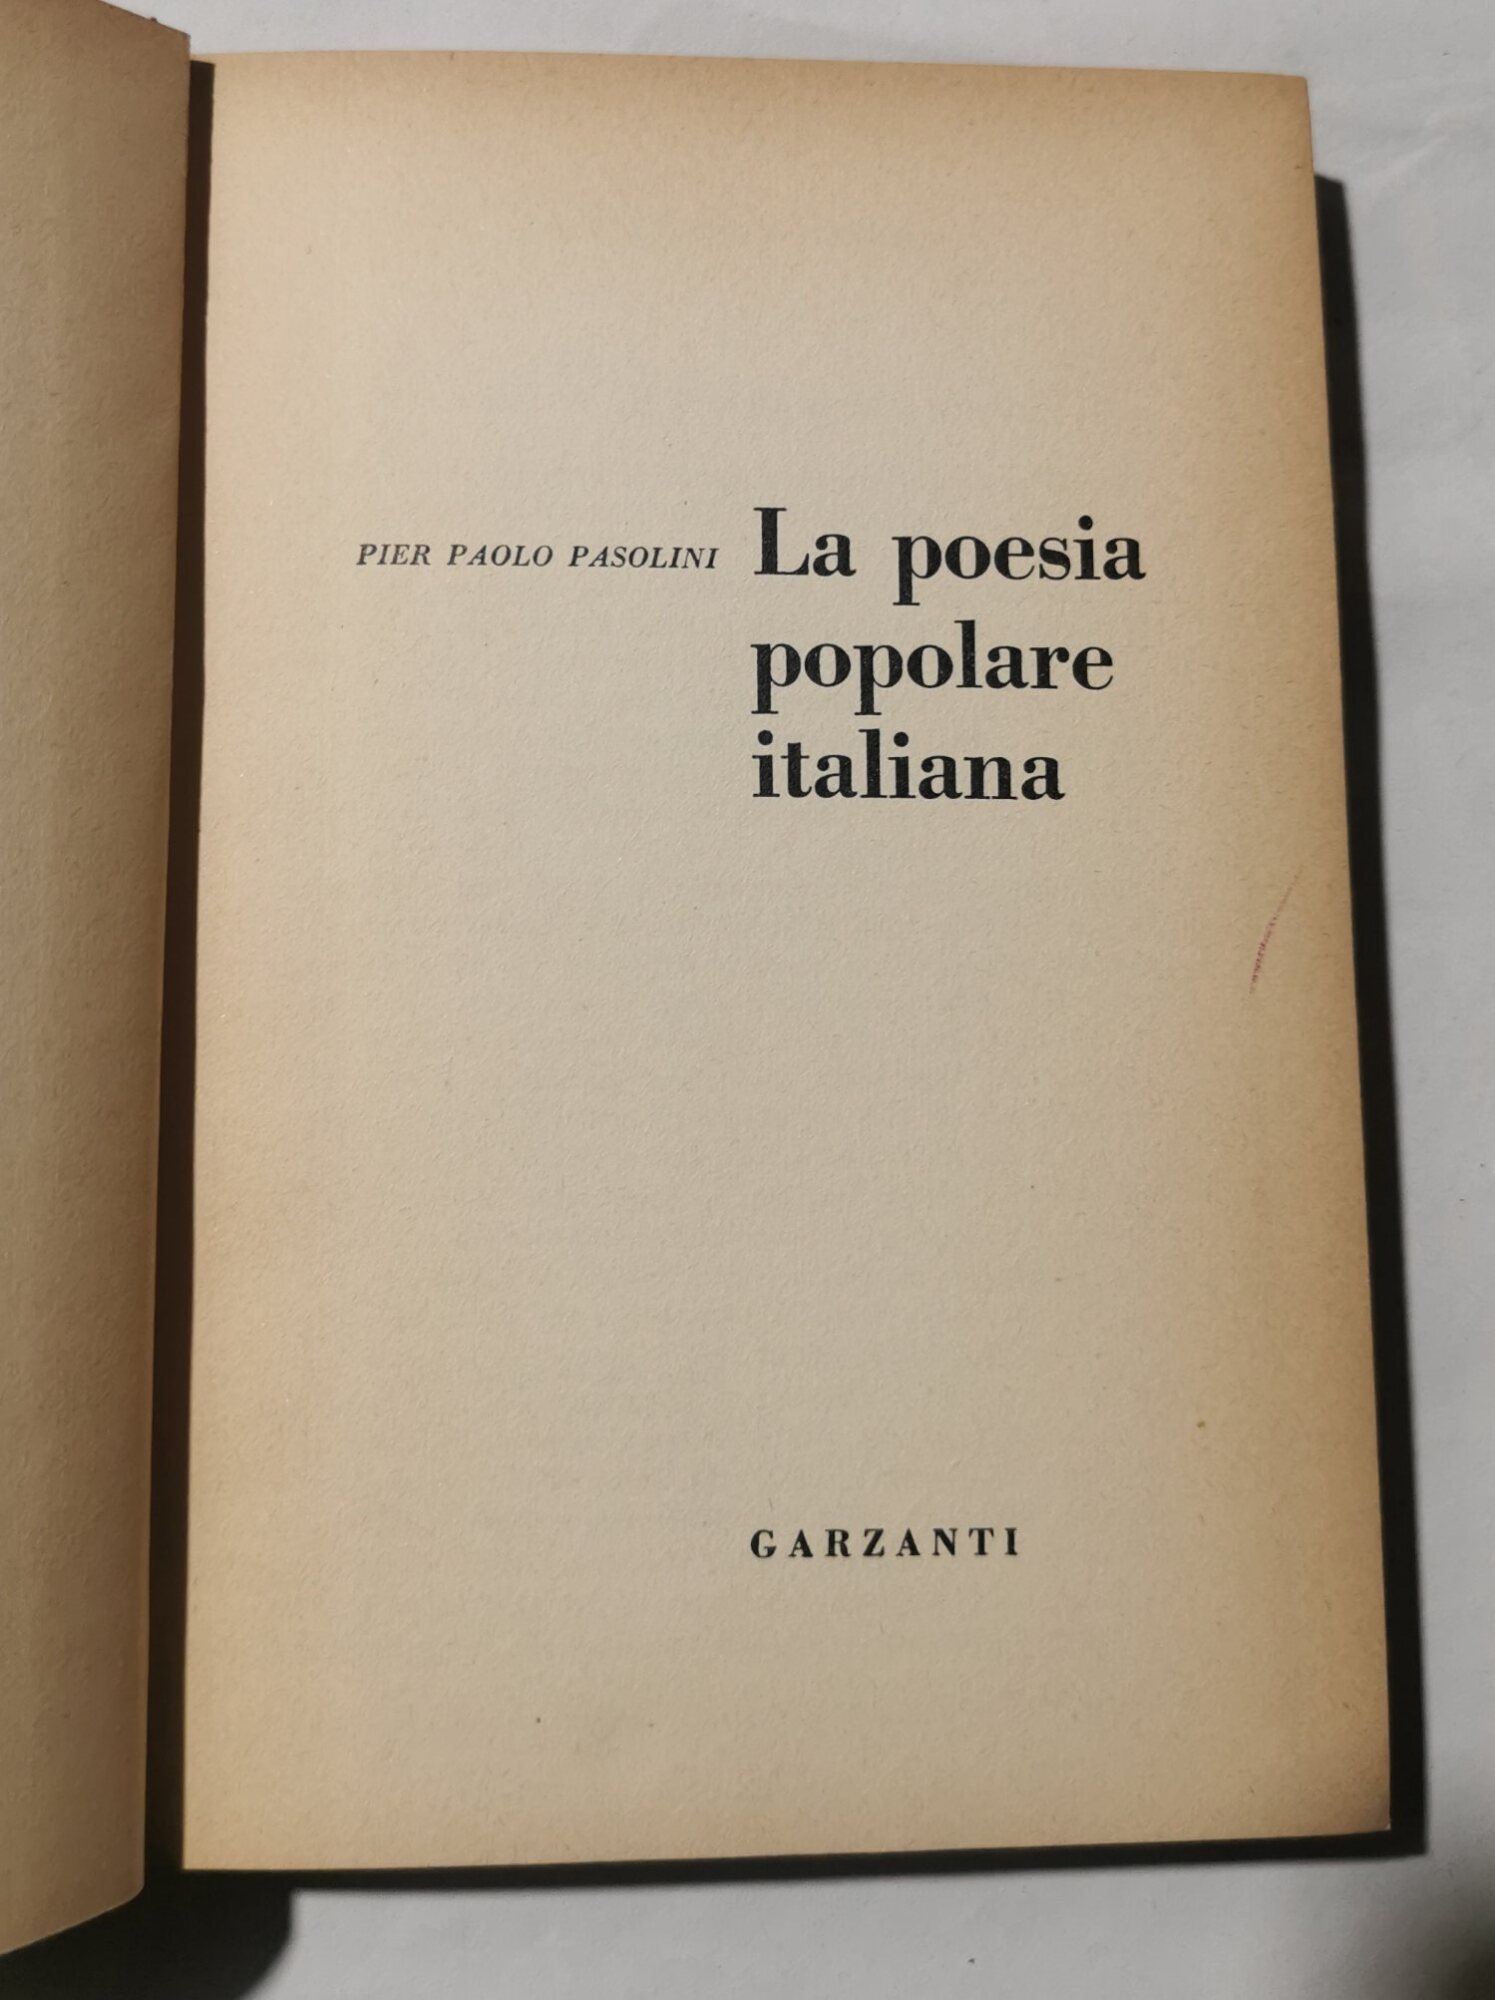 PIER PAOLO PASOLINI La poesia
popolare
italiana
GARZANTI